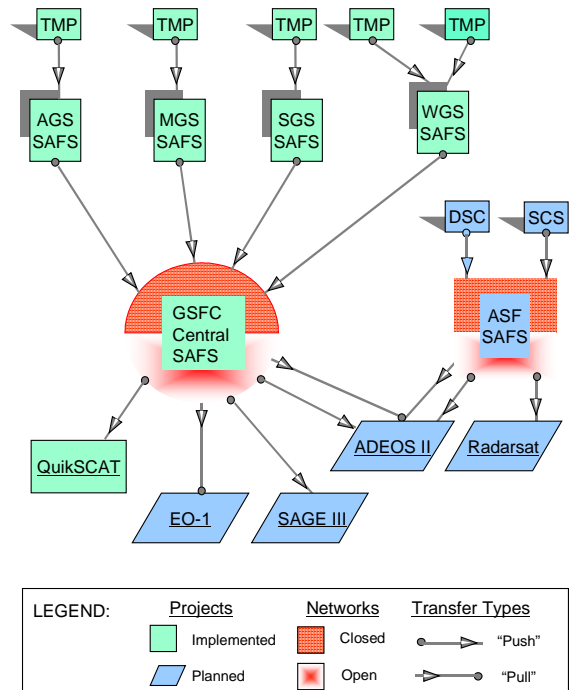 TMP TMP TMP TMP TMP
AGS
SAFS
MGS
SAFS
SGS
SAFS
WGS
SAFS
DSC SCS
GSFC
Central
SAFS
ASF
SAFS
QuikSCAT
ADEOS II
Radarsat
EO-1
SAGE III
LEGEND: Projects Networks Transfer Types
Implemented Closed “Push”
Planned Open “Pull”